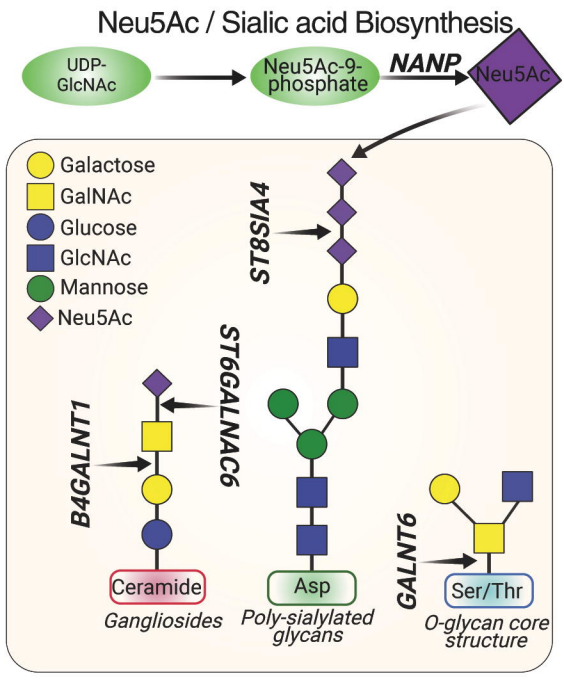 Neu5Ac / Sialic acid Biosynthesis
UDP-
GlcNAc
Neu5Ac-9-
phosphate
NANP
Neu5Ac
Galactose
GalNAc
Glucose
GlcNAc
Mannose
Neu5Ac
ST8SIA4
ST6GALNAC6
B4GALNT1
GALNT6
Ceramide
Asp
Ser/Thr
Gangliosides
Poly-sialylated
glycans
O-glycan core
structure